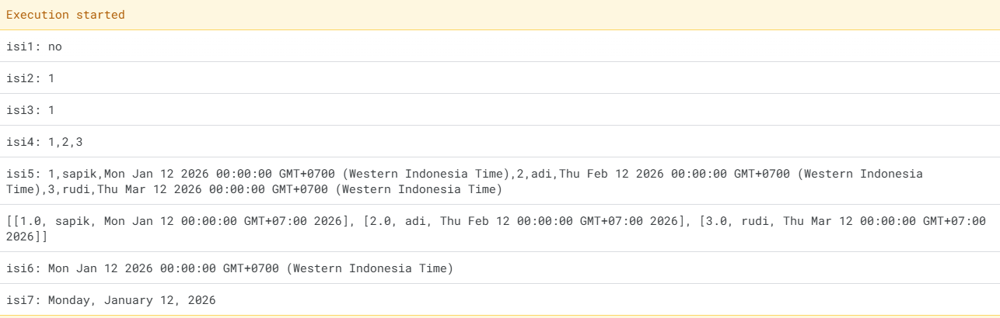 Execution started
isi1: no
isi2: 1
isi3: 1
isi4: 1,2,3
isi5: 1,sapik,Mon Jan 12 2026 00:00:00 GMT+0700 (Western Indonesia Time),2,adi,Thu Feb 12 2026 00:00:00 GMT+0700 (Western Indonesia
Time),3,rudi,Thu Mar 12 2026 00:00:00 GMT+0700 (Western Indonesia Time)
[[1.0, sapik, Mon Jan 12 00:00:00 GMT+07:00 2026], [2.0, adi, Thu Feb 12 00:00:00 GMT+07:00 2026], [3.0, rudi, Thu Mar 12 00:00:00 GMT+07:00
2026]]
isi6: Mon Jan 12 2026 00:00:00 GMT+0700 (Western Indonesia Time)
isi7: Monday, January 12, 2026